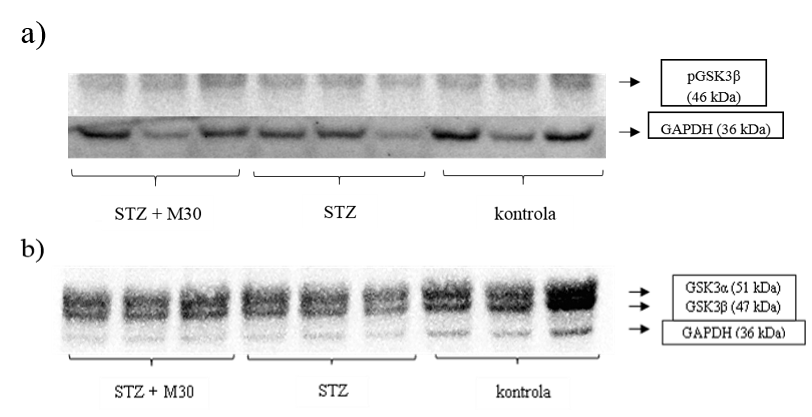 a)
pGSK3β
(46 kDa)
GAPDH (36 kDa)
STZ + M30
STZ
kontrola
b)
GSK3α (51 kDa)
GSK3β (47 kDa)
GAPDH (36 kDa)
STZ + M30
STZ
kontrola